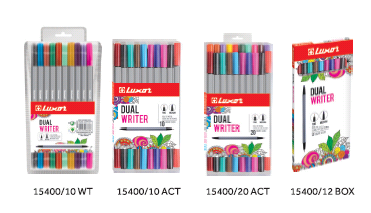 Luxor
DUAL
WRITER
15400/10 WT
Luxor
DUAL
WRITER
10
15400/10 ACT
Luxor
DUAL
WRITER
20
15400/20 ACT
Luxor
DUAL
WRITER
15400/12 BOX